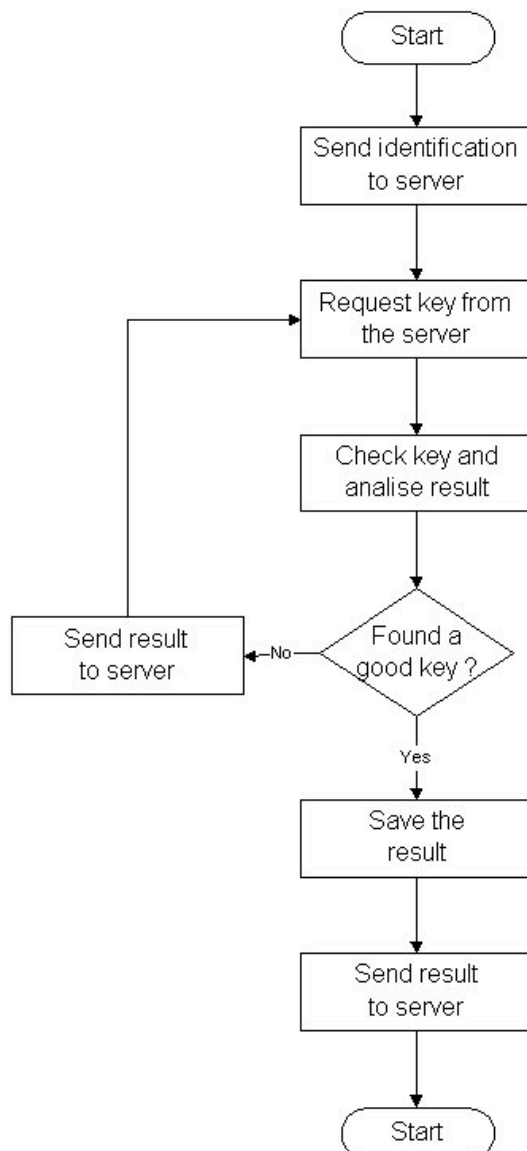 Start
Send identification
to server
Request key from
the server
Check key and
analise result
Found a
good key ?
No
Send result
to server
Yes
Save the
result
Send result
to server
Start